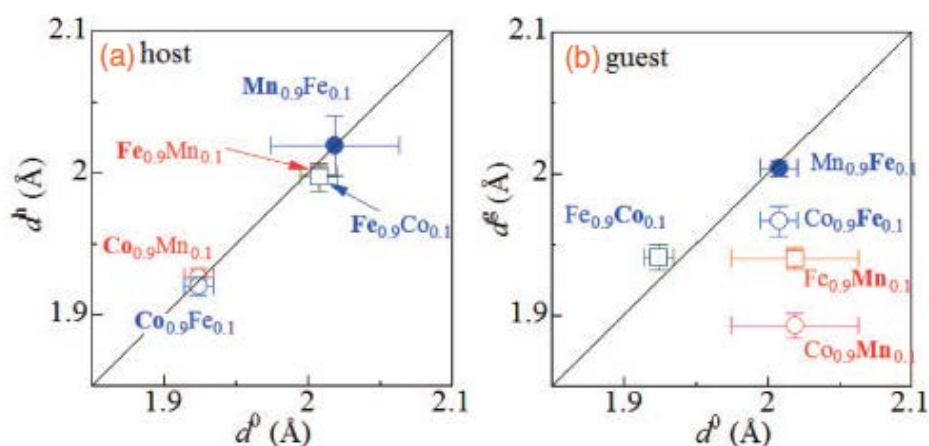 (a) host
2.1
2
1.9
dʰ (Å)
Mn₀.₉Fe₀.₁
Fe₀.₉Mn₀.₁
Fe₀.₉Co₀.₁
Co₀.₉Mn₀.₁
Co₀.₉Fe₀.₁
1.9 2 2.1
d⁰ (Å)
(b) guest
2.1
2
1.9
dᵍ (Å)
Mn₀.₉Fe₀.₁
Co₀.₉Fe₀.₁
Fe₀.₉Co₀.₁
Fe₀.₉Mn₀.₁
Co₀.₉Mn₀.₁
1.9 2 2.1
d⁰ (Å)